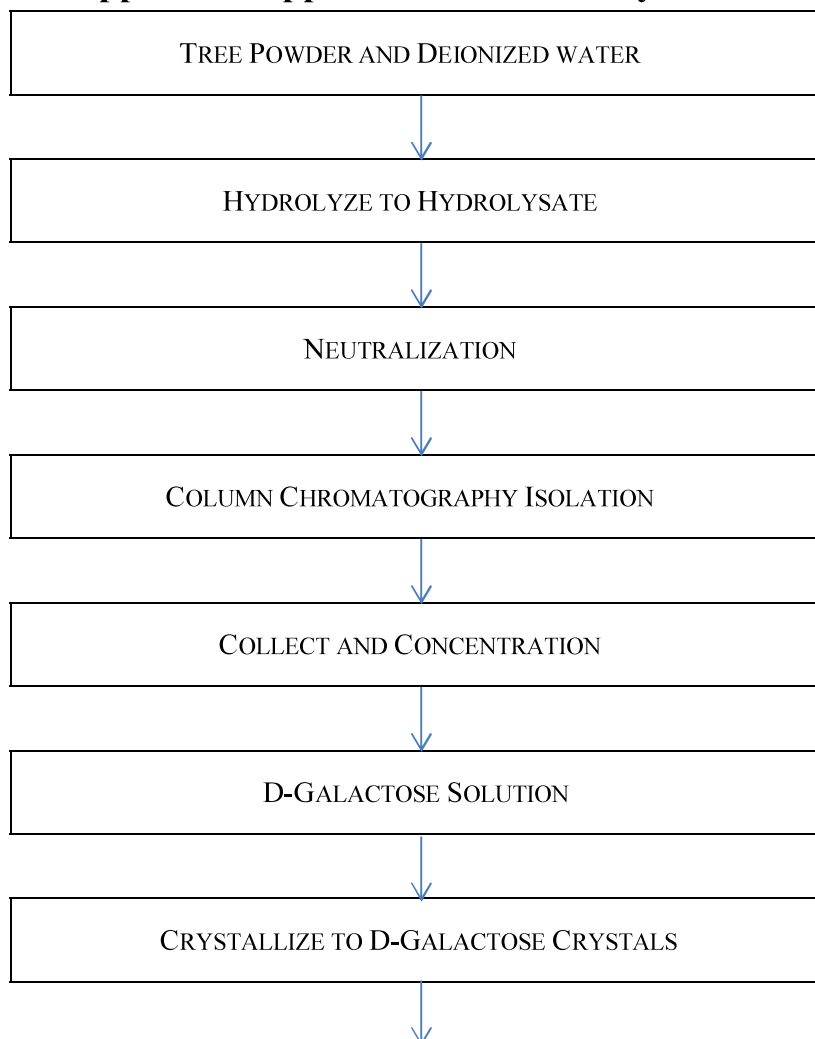 TREE POWDER AND DEIONIZED WATER
HYDROLYZE TO HYDROLYSATE
NEUTRALIZATION
COLUMN CHROMATOGRAPHY ISOLATION
COLLECT AND CONCENTRATION
D-GALACTOSE SOLUTION
CRYSTALLIZE TO D-GALACTOSE CRYSTALS